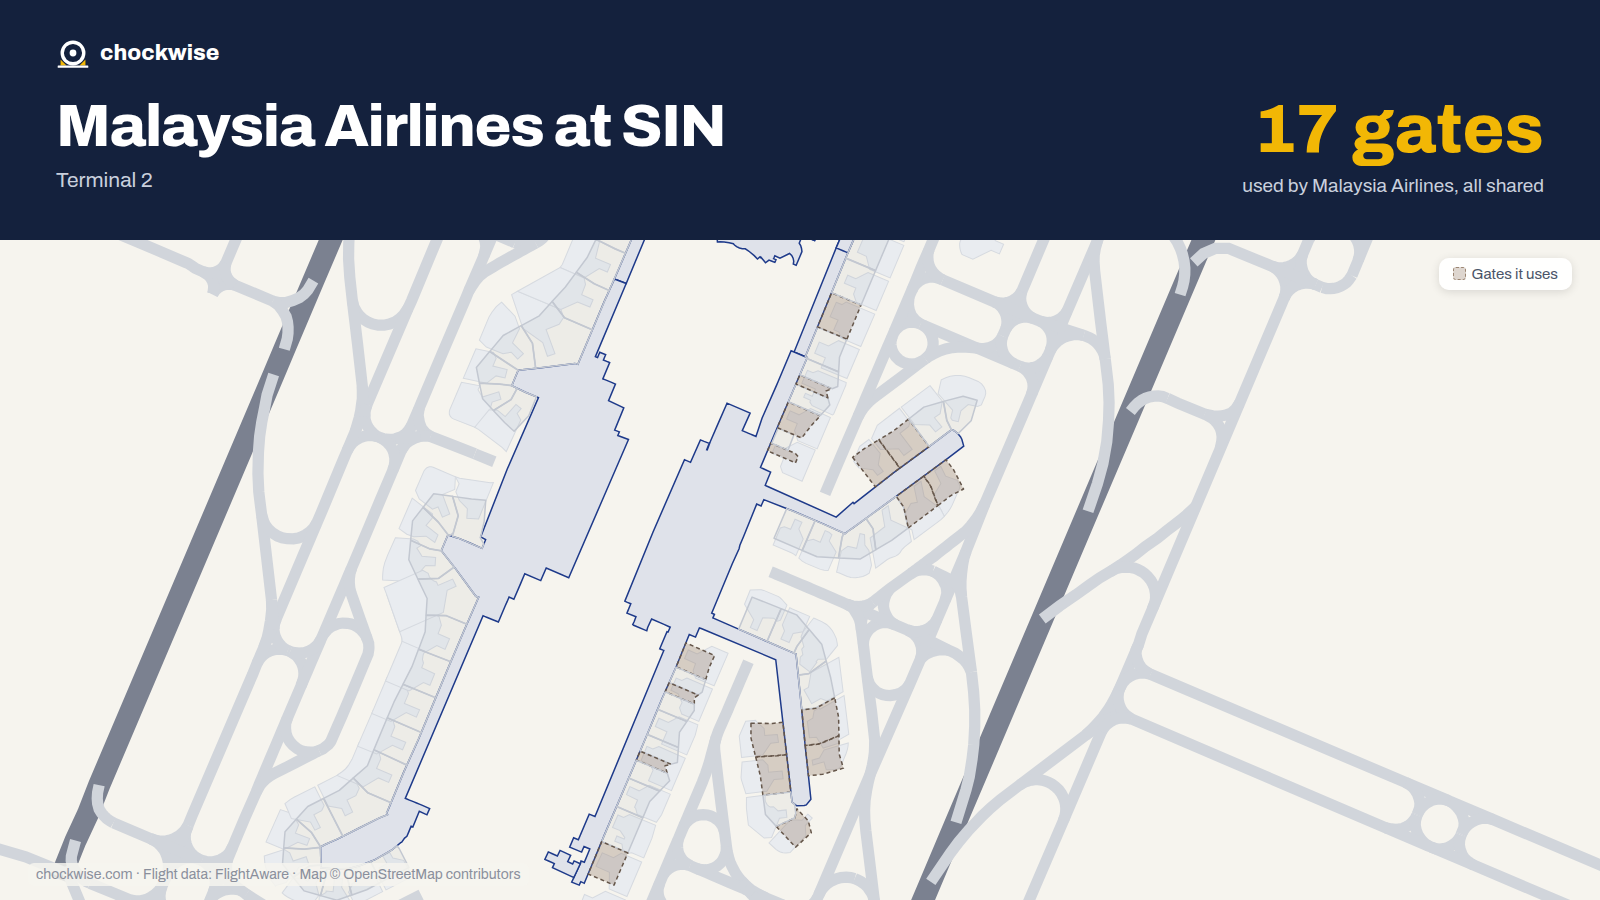 chockwise
Malaysia Airlines at SIN
Terminal 2
17 gates
used by Malaysia Airlines, all shared
Gates it uses
chockwise.com · Flight data: FlightAware · Map © OpenStreetMap contributors